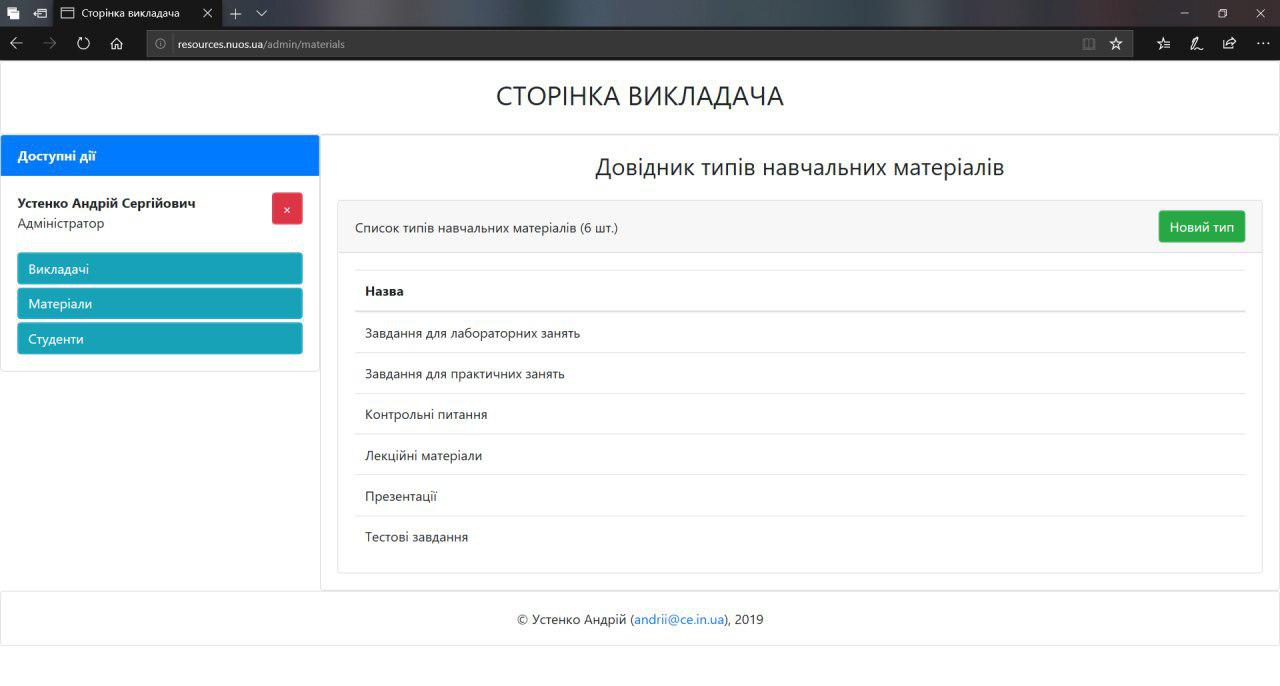 Сторінка викладача
resources.nuos.ua/admin/materials
СТОРІНКА ВИКЛАДАЧА
Доступні дії
Устенко Андрій Сергійович
Адміністратор
×
Викладачі
Матеріали
Студенти
Довідник типів навчальних матеріалів
Список типів навчальних матеріалів (6 шт.)
Новий тип
Назва
Завдання для лабораторних занять
Завдання для практичних занять
Контрольні питання
Лекційні матеріали
Презентації
Тестові завдання
© Устенко Андрій (andrii@ce.in.ua), 2019